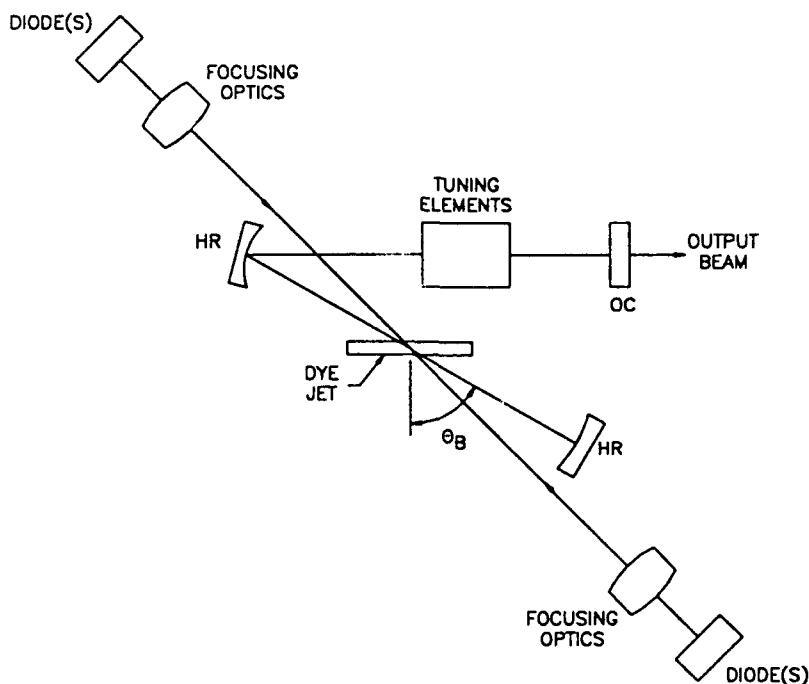 DIODE(S)
FOCUSING
OPTICS
TUNING
ELEMENTS
HR
OUTPUT
BEAM
OC
DYE
JET
ΘB
HR
FOCUSING
OPTICS
DIODE(S)